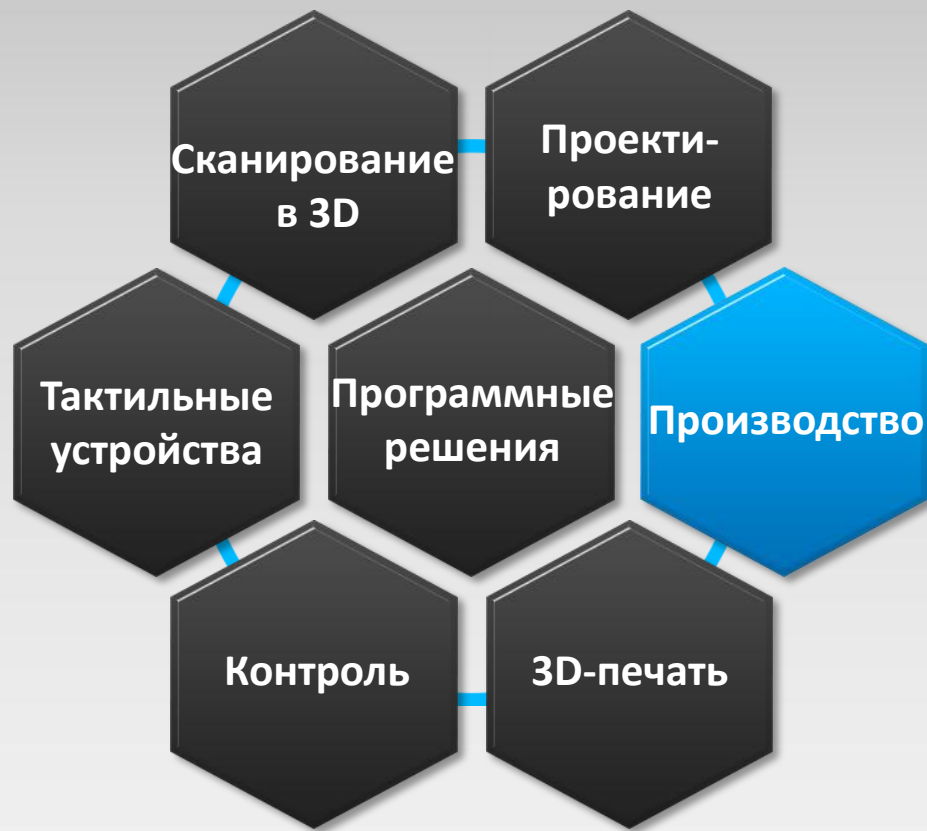 Сканирование
в 3D
Проекти-
рование
Тактильные
устройства
Программные
решения
Производство
Контроль
3D-печать